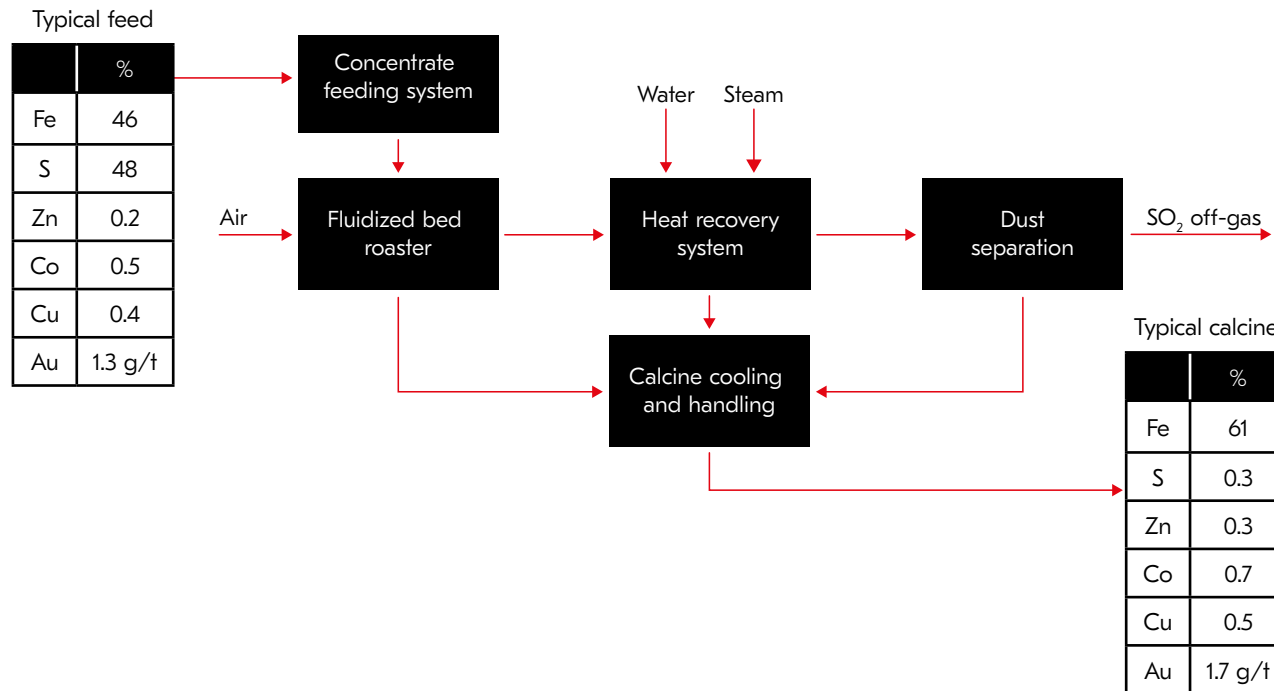 Typical feed
%
Fe 46
S 48
Zn 0.2
Co 0.5
Cu 0.4
Au 1.3 g/t
Concentrate
feeding system
Water Steam
Air
Fluidized bed
roaster
Heat recovery
system
Dust
separation
SO₂ off-gas
Calcine cooling
and handling
Typical calcine
%
Fe 61
S 0.3
Zn 0.3
Co 0.7
Cu 0.5
Au 1.7 g/t